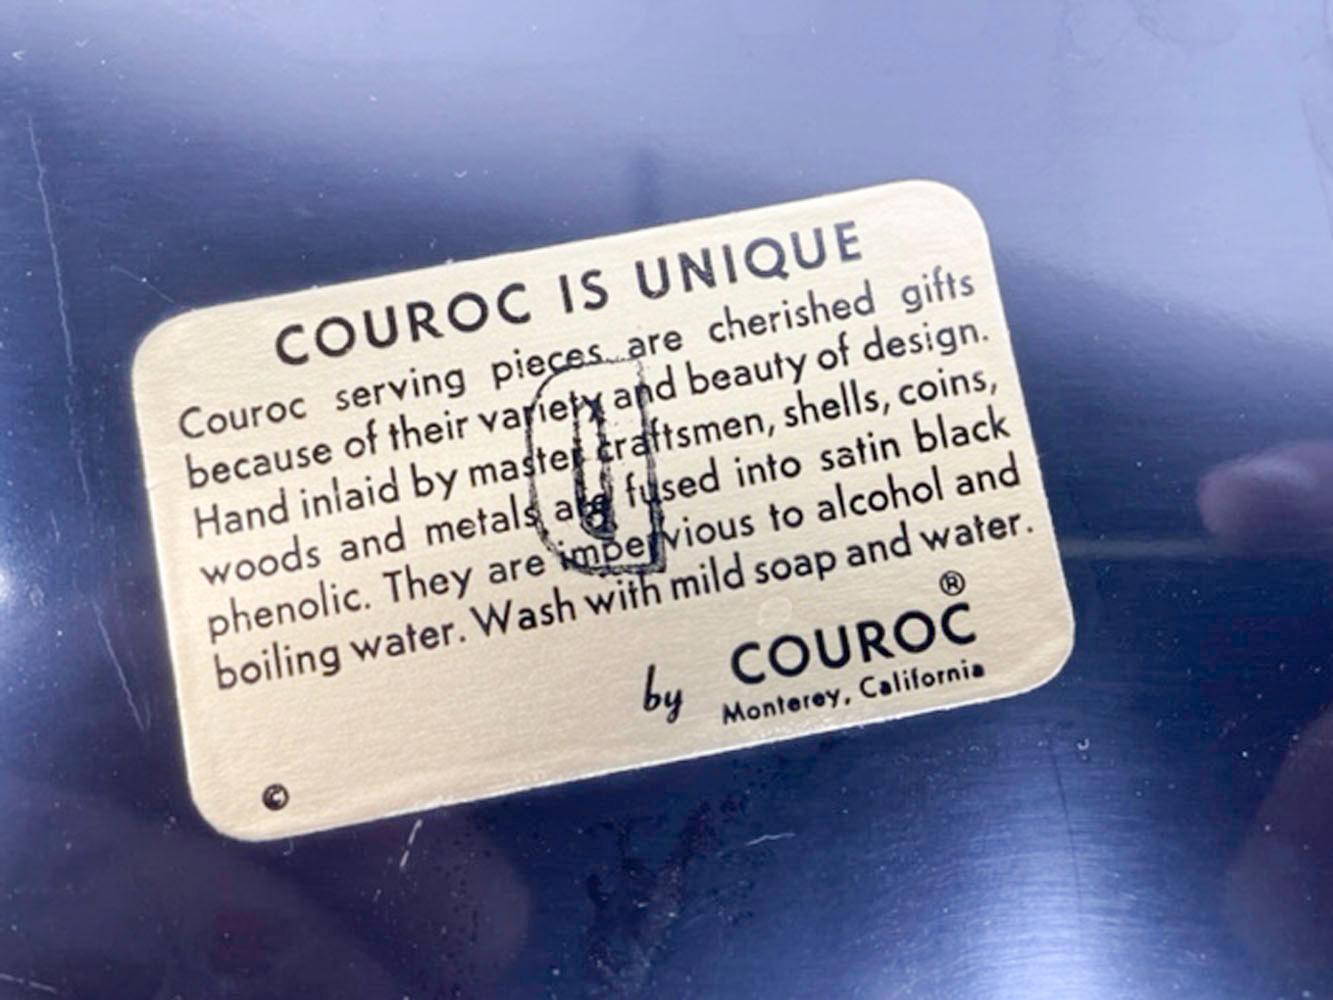 COUROC IS UNIQUE
Couroc serving pieces are cherished gifts
because of their variety and beauty of design.
Hand inlaid by master craftsmen, shells, coins,
woods and metals are fused into satin black
phenolic. They are impervious to alcohol and
boiling water. Wash with mild soap and water.
by COUROC ®
Monterey, California
©